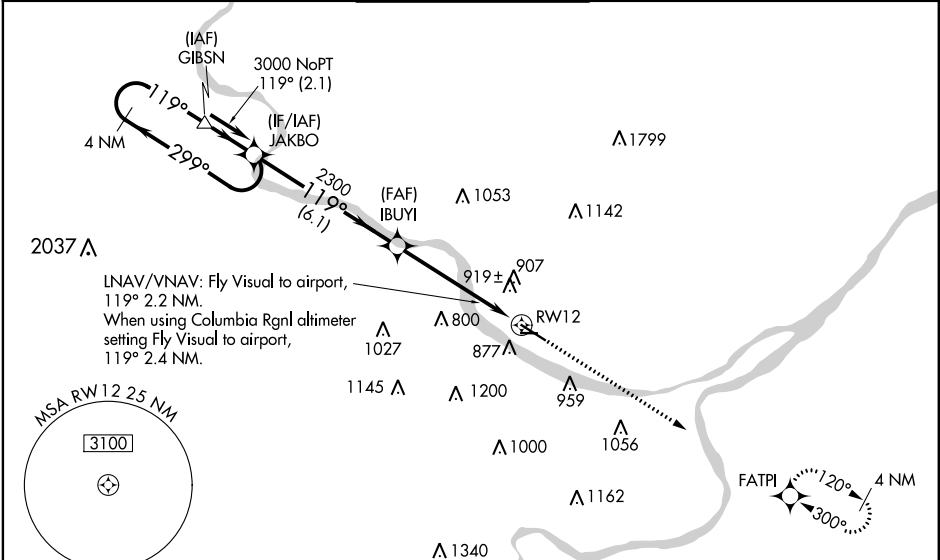 (IAF)
GIBSN
3000 NoPT
119° (2.1)
119°
4 NM
299°
(IF/IAF)
JAKBO
1799
2300
119°
(6.1)
(FAF)
IBUYI
1053
1142
2037
LNAV/VNAV: Fly Visual to airport,
119° 2.2 NM.
When using Columbia Rgnl altimeter
setting Fly Visual to airport,
119° 2.4 NM.
919±
907
RW12
800
1027
877
1145
1200
959
1056
1000
MSA RW12 25 NM
3100
FATPI
120°
4 NM
300°
1162
1340